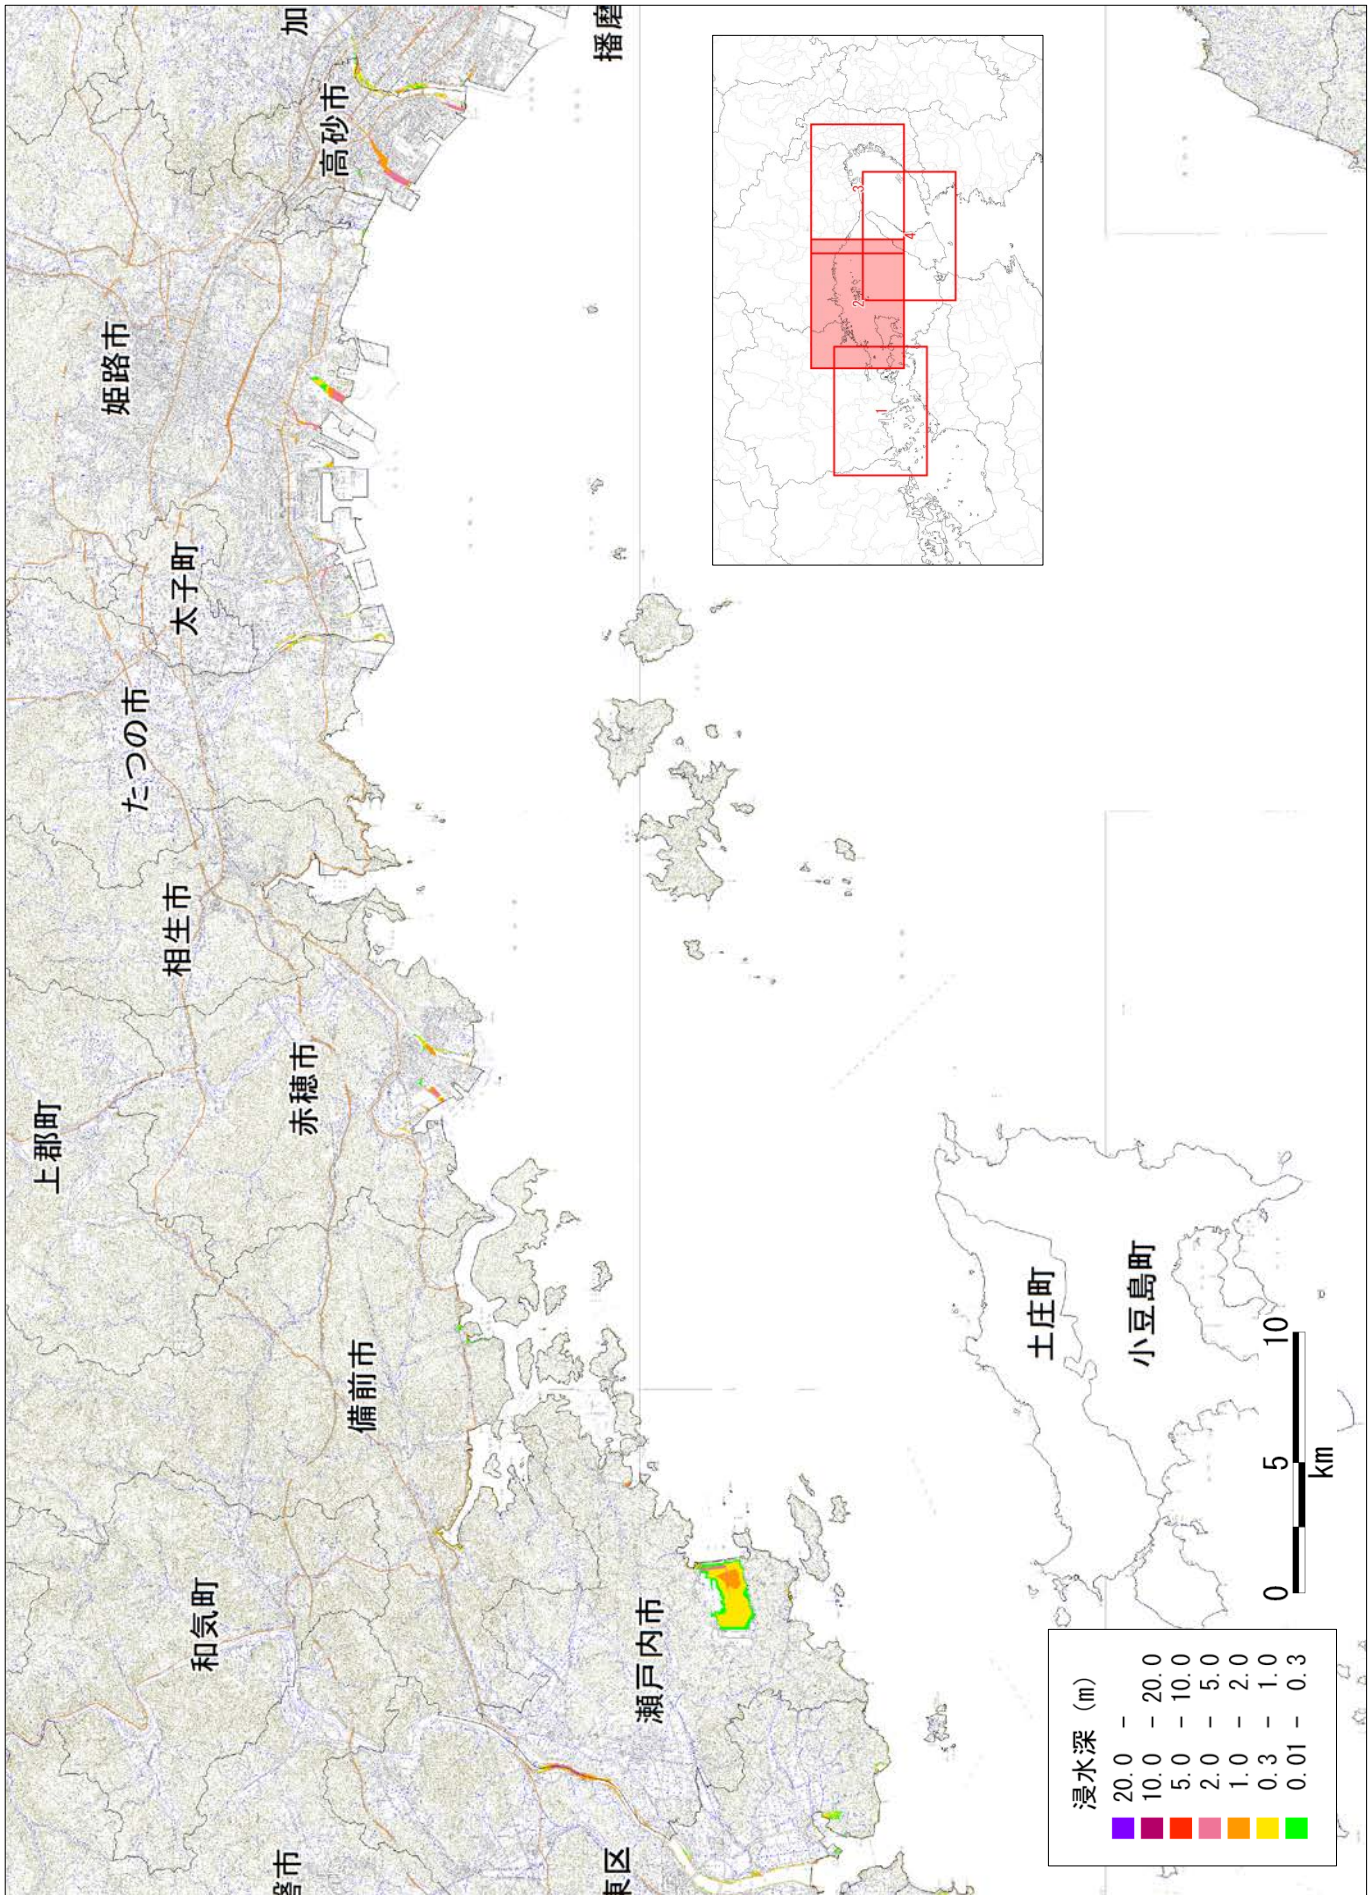 加
播磨
高砂市
姫路市
太子町
たつの市
相生市
上郡町
赤穂市
備前市
和気町
瀬戸内市
東区
土庄町
小豆島町
1
2
3
4
0 5 10
km
浸水深 (m)
20.0 -
10.0 - 20.0
5.0 - 10.0
2.0 - 5.0
1.0 - 2.0
0.3 - 1.0
0.01 - 0.3